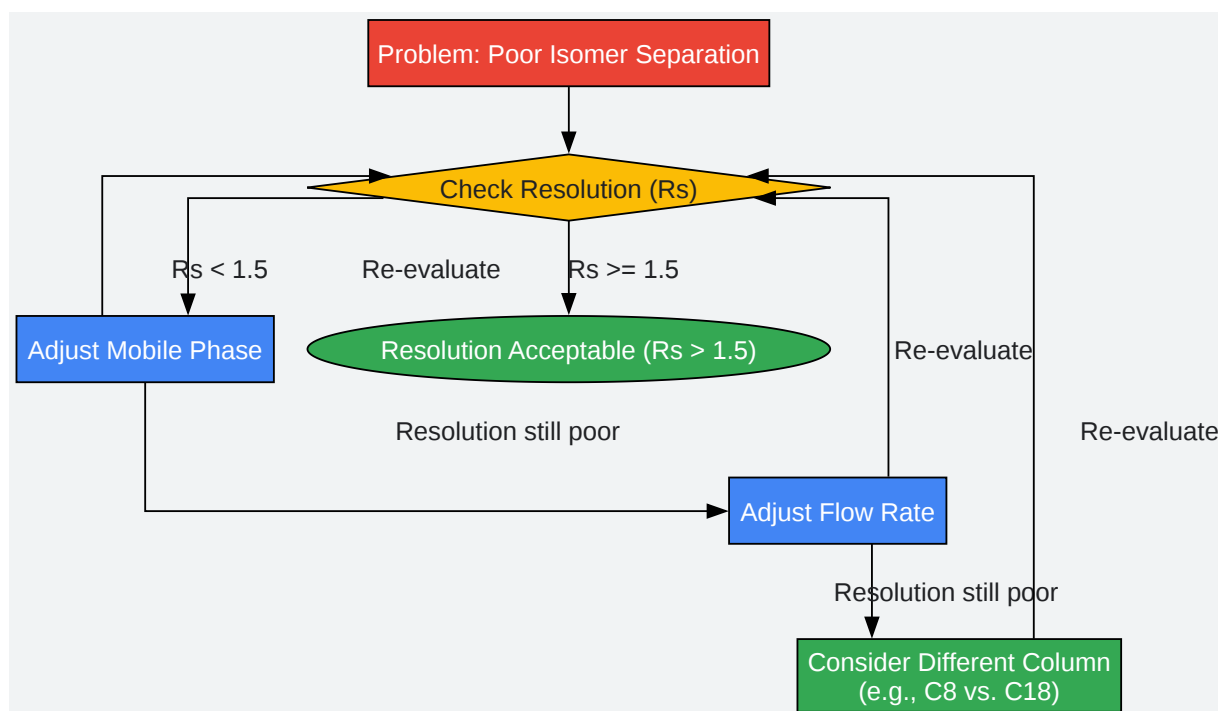 Problem: Poor Isomer Separation
Check Resolution (Rs)
Rs < 1.5
Re-evaluate
Rs >= 1.5
Adjust Mobile Phase
Resolution Acceptable (Rs > 1.5)
Re-evaluate
Resolution still poor
Re-evaluate
Adjust Flow Rate
Resolution still poor
Consider Different Column
(e.g., C8 vs. C18)